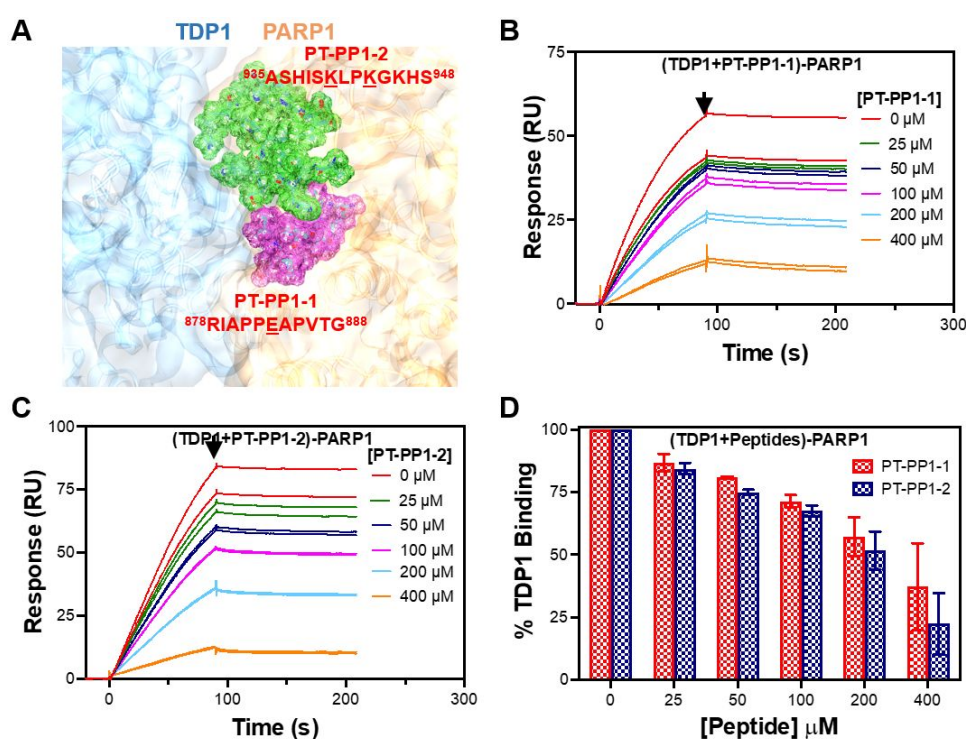 A
TDP1 PARP1
PT-PP1-2
⁹³⁵ASHISKLPKGKHS⁹⁴⁸
PT-PP1-1
⁸⁷⁸RIAPPEAPVTG⁸⁸⁸
B
(TDP1+PT-PP1-1)-PARP1
[PT-PP1-1]
0 µM
25 µM
50 µM
100 µM
200 µM
400 µM
Response (RU)
75
50
25
0
0 100 200 300
Time (s)
C
(TDP1+PT-PP1-2)-PARP1
[PT-PP1-2]
0 µM
25 µM
50 µM
100 µM
200 µM
400 µM
Response (RU)
100
75
50
25
0
0 100 200 300
Time (s)
D
(TDP1+Peptides)-PARP1
PT-PP1-1
PT-PP1-2
% TDP1 Binding
100
75
50
25
0
0 25 50 100 200 400
[Peptide] µM